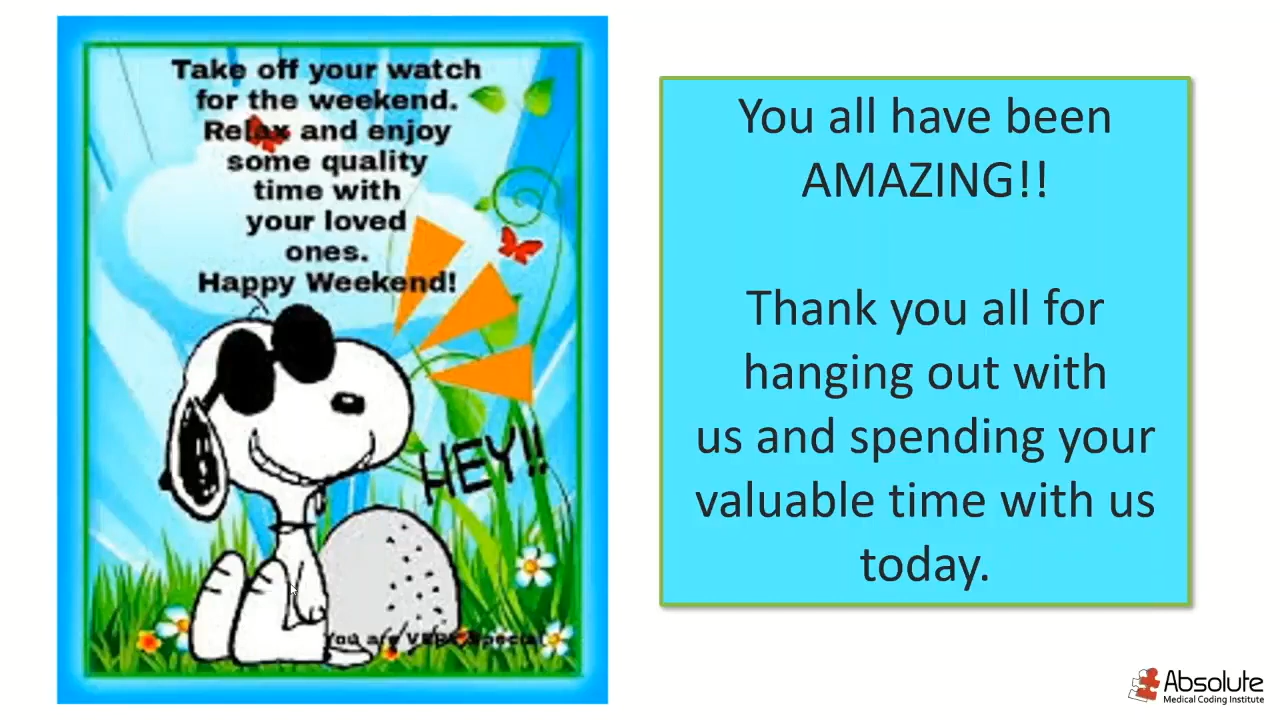 Take off your watch
for the weekend.
Relax and enjoy
some quality
time with
your loved
ones.
Happy Weekend!
HEY!!
You are VERY Special
You all have been
AMAZING!!
Thank you all for
hanging out with
us and spending your
valuable time with us
today.
Absolute
Medical Coding Institute